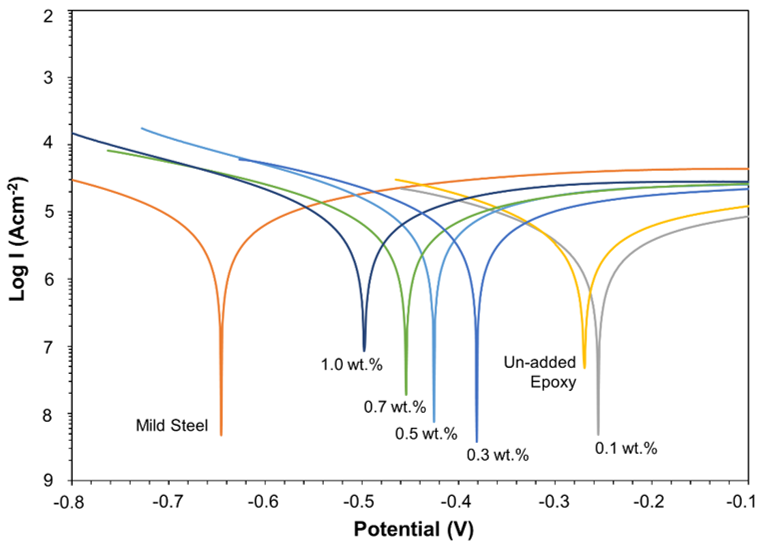 2
3
4
5
6
7
8
9
Log I (Acm-2)
1.0 wt.%
Un-added
Epoxy
0.7 wt.%
Mild Steel
0.5 wt.%
0.3 wt.%
0.1 wt.%
-0.8 -0.7 -0.6 -0.5 -0.4 -0.3 -0.2 -0.1
Potential (V)